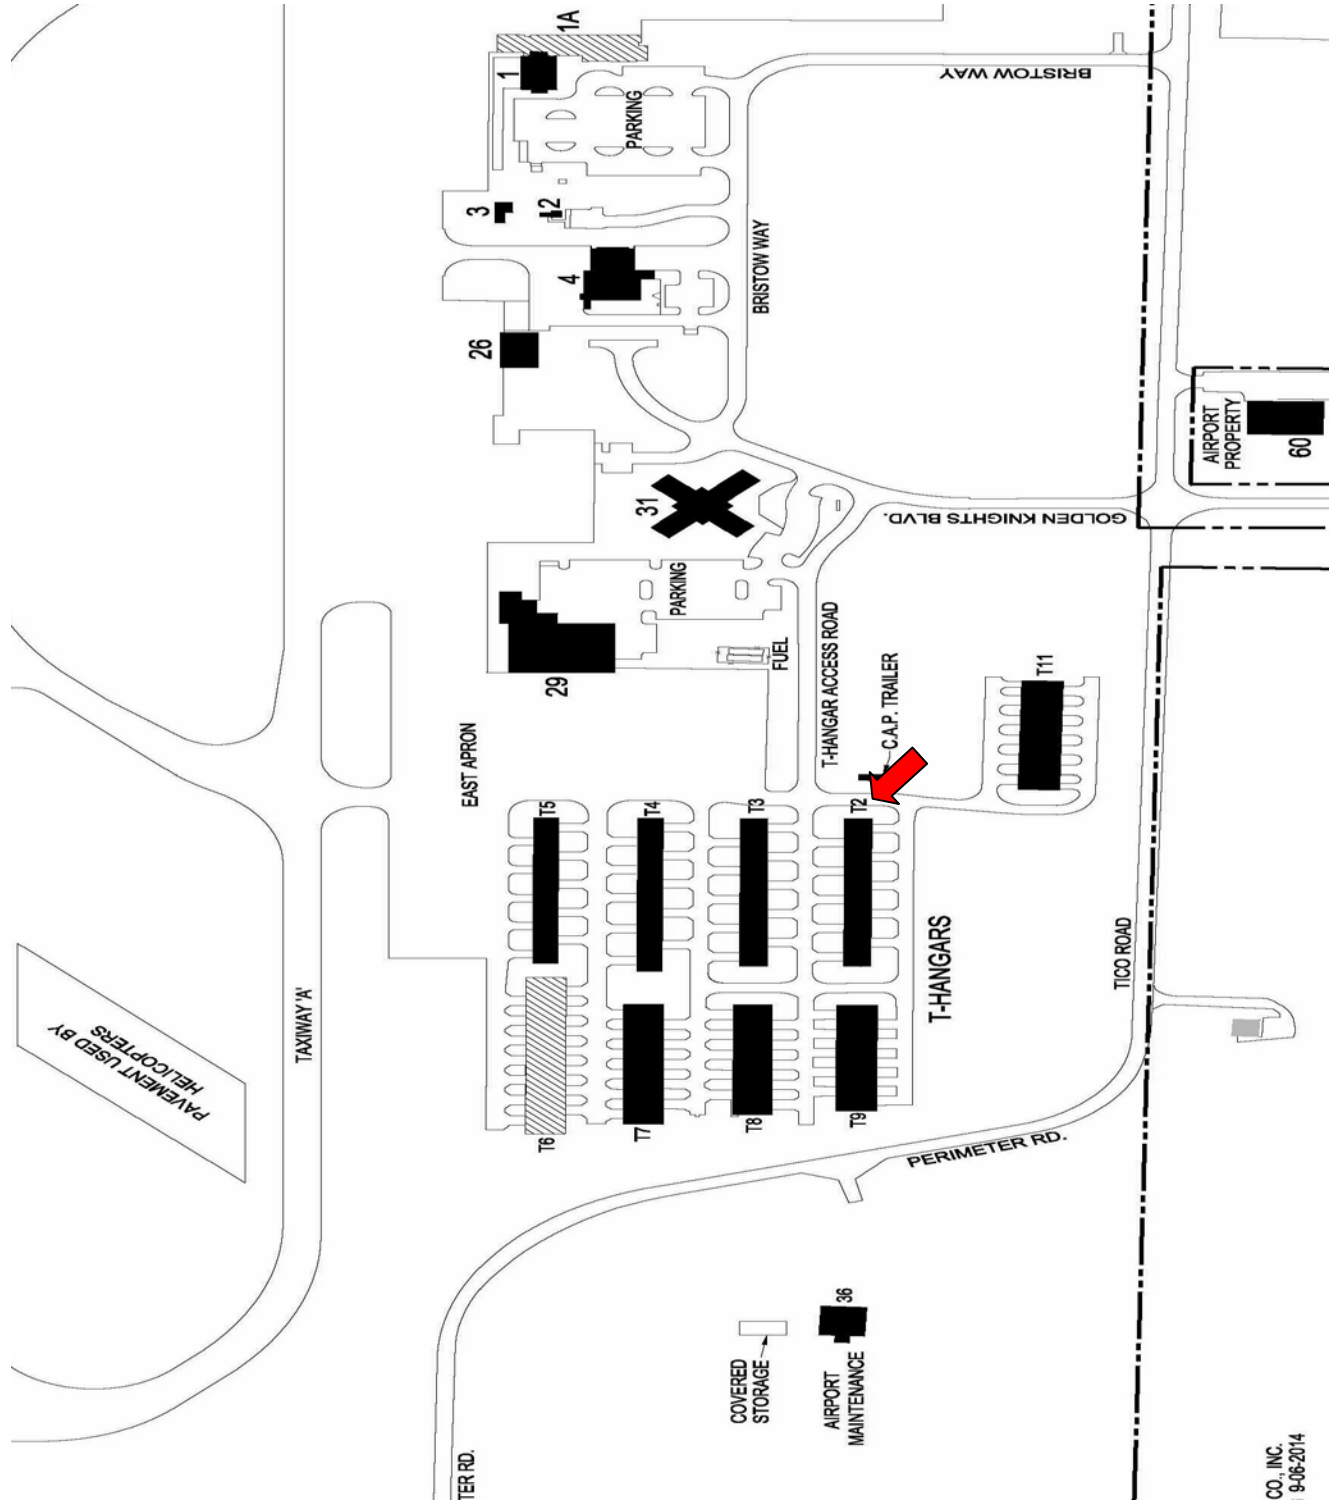 1A
1
BRISTOW WAY
PARKING
3
2
4
BRISTOW WAY
26
AIRPORT
PROPERTY
60
31
GOLDEN KNIGHTS BLVD.
PARKING
29
FUEL
T-HANGAR ACCESS ROAD
C.A.P. TRAILER
T11
EAST APRON
T5
T4
T3
T2
T-HANGARS
TICO ROAD
TAXIWAY 'A'
PAVEMENT USED BY
HELICOPTERS
T6
T7
T8
T9
PERIMETER RD.
36
COVERED
STORAGE
AIRPORT
MAINTENANCE
TER RD.
CO., INC.
9-06-2014